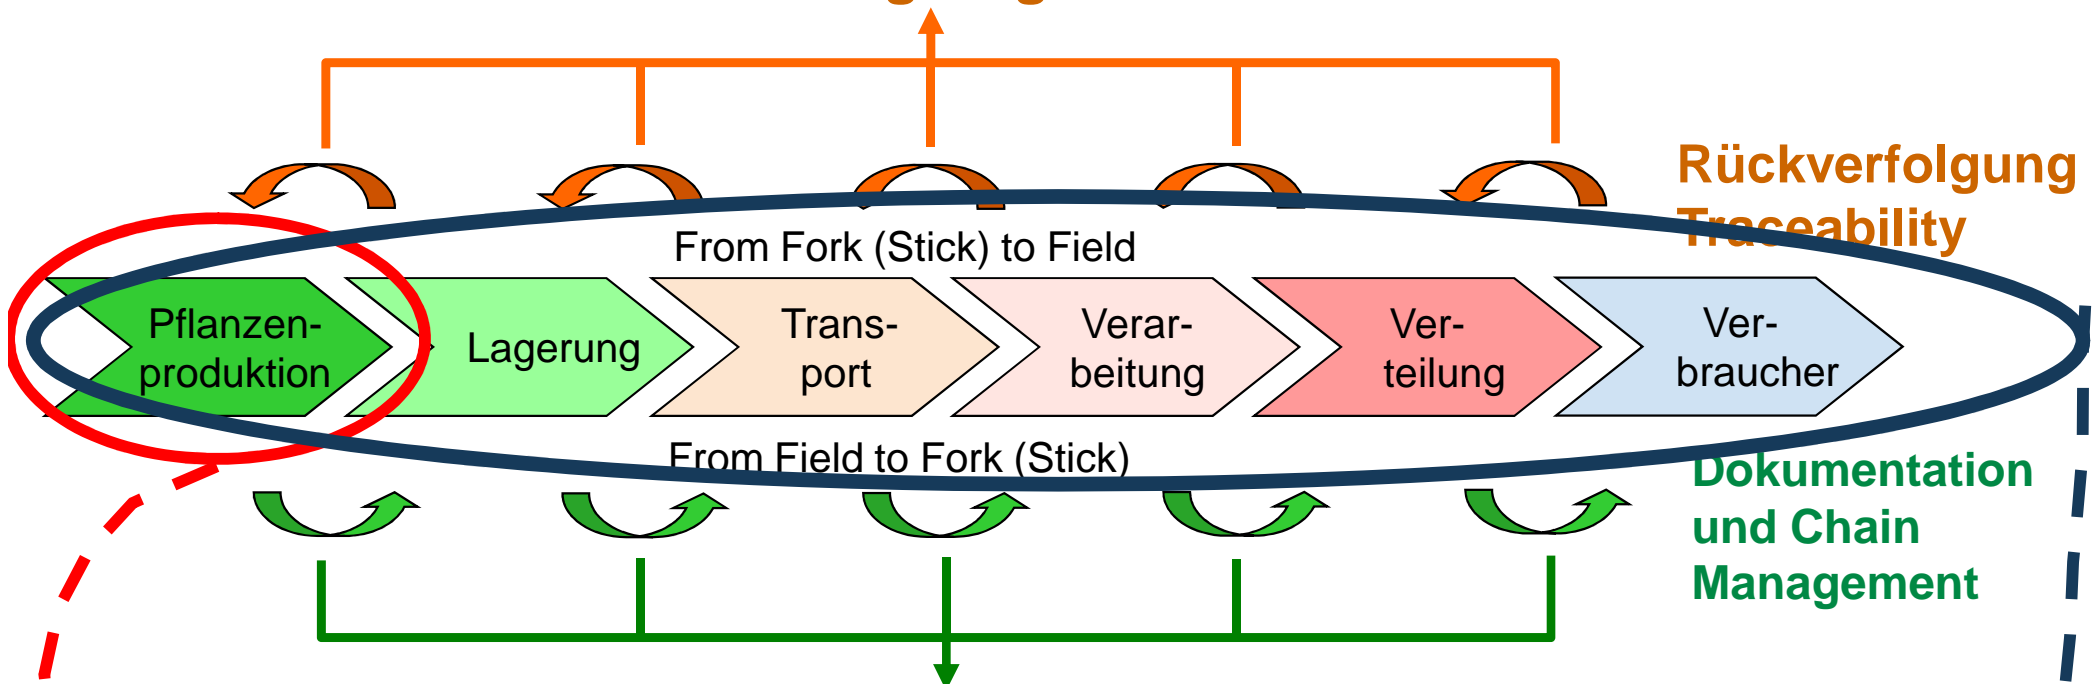 Rückverfolgung
Traceability
From Fork (Stick) to Field
Pflanzen-
produktion
Lagerung
Trans-
port
Verar-
beitung
Ver-
teilung
Ver-
braucher
From Field to Fork (Stick)
Dokumentation
und Chain
Management